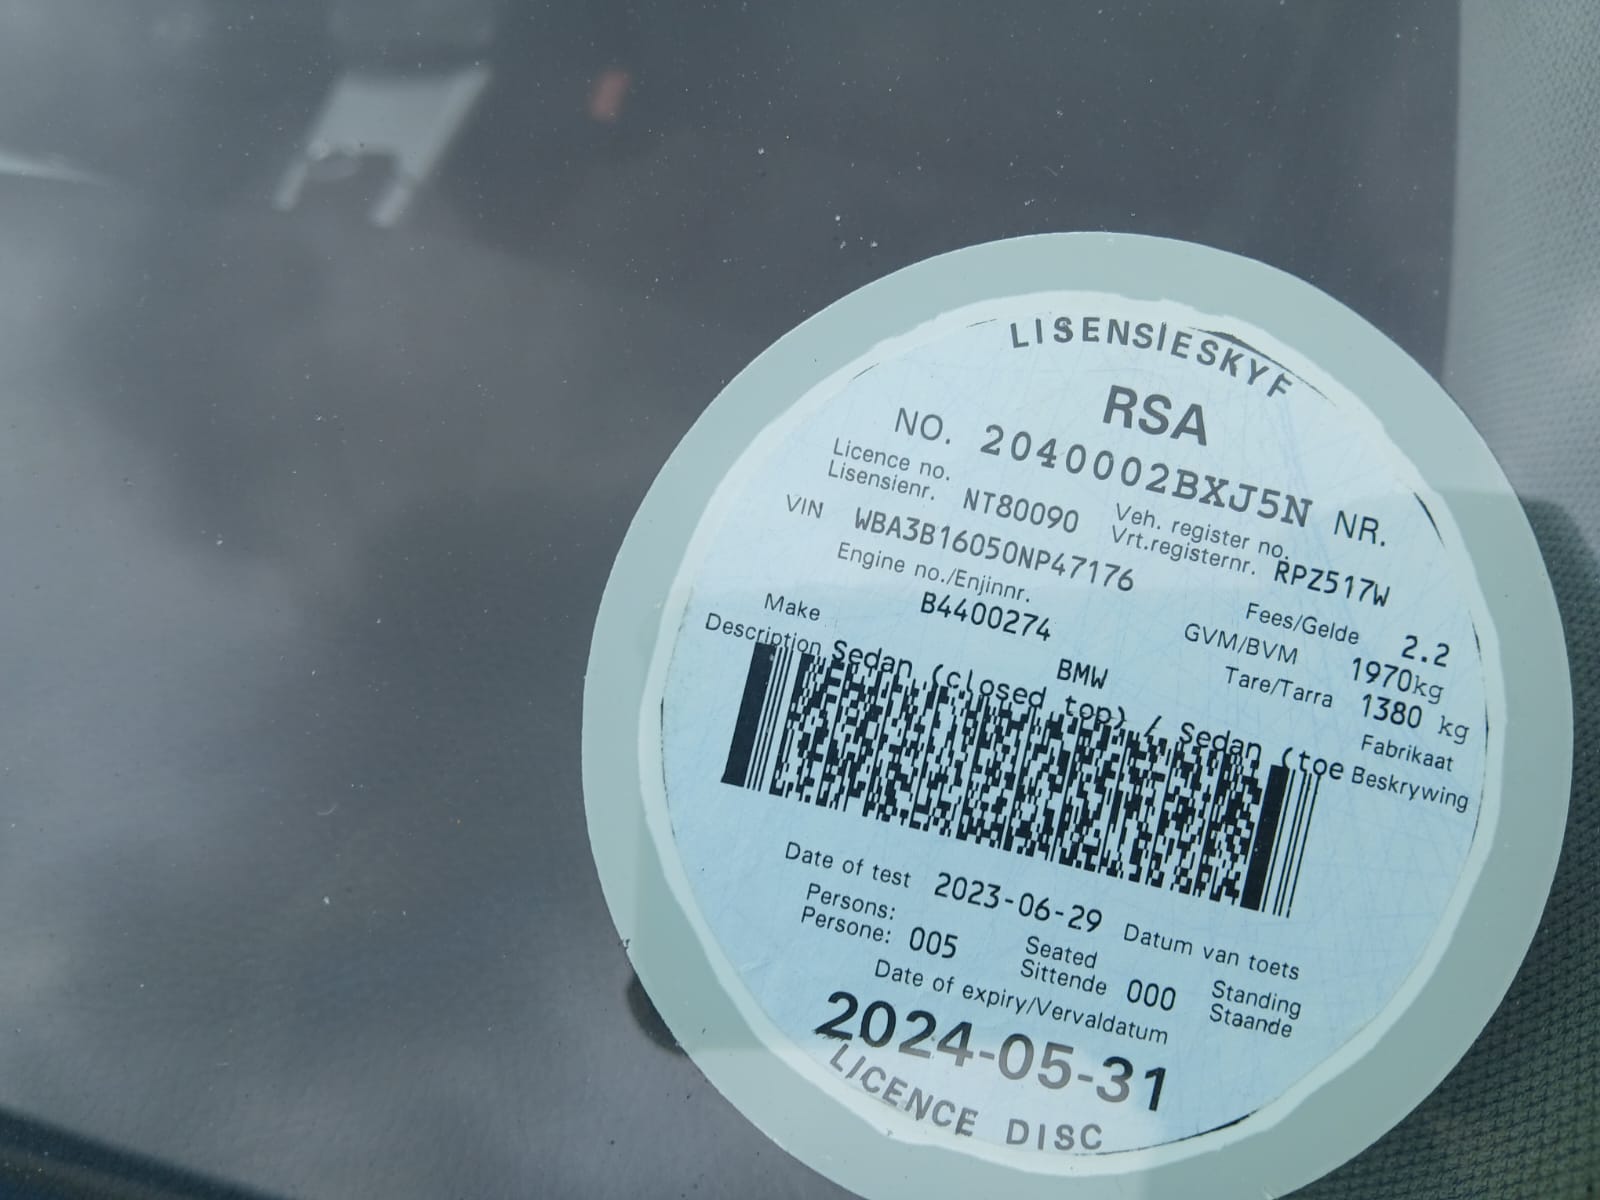 LISENSIESKYF
RSA
NO. 2040002BXJ5N NR.
Licence no.
Lisensienr. NT80090
Veh. register no.
Vrt.registernr. RPZ517W
VIN WBA3B16050NP47176
Engine no./Enjinnr.
B4400274
Fees/Gelde 2.2
GVM/BVM 1970kg
Tare/Tarra 1380 kg
Make BMW Fabrikaat
Description Sedan (closed top) / Sedan (toe Beskrywing
Date of test 2023-06-29 Datum van toets
Persons:
Persone: 005
Seated
Sittende 000
Standing
Staande
Date of expiry/Vervaldatum
2024-05-31
LICENCE DISC